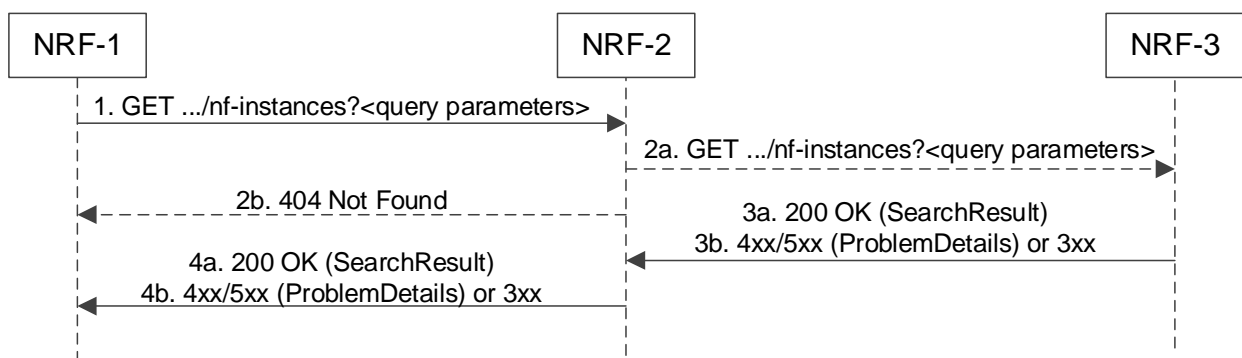 NRF-1
NRF-2
NRF-3
1. GET .../nf-instances?<query parameters>
2a. GET .../nf-instances?<query parameters>
2b. 404 Not Found
3a. 200 OK (SearchResult)
3b. 4xx/5xx (ProblemDetails) or 3xx
4a. 200 OK (SearchResult)
4b. 4xx/5xx (ProblemDetails) or 3xx